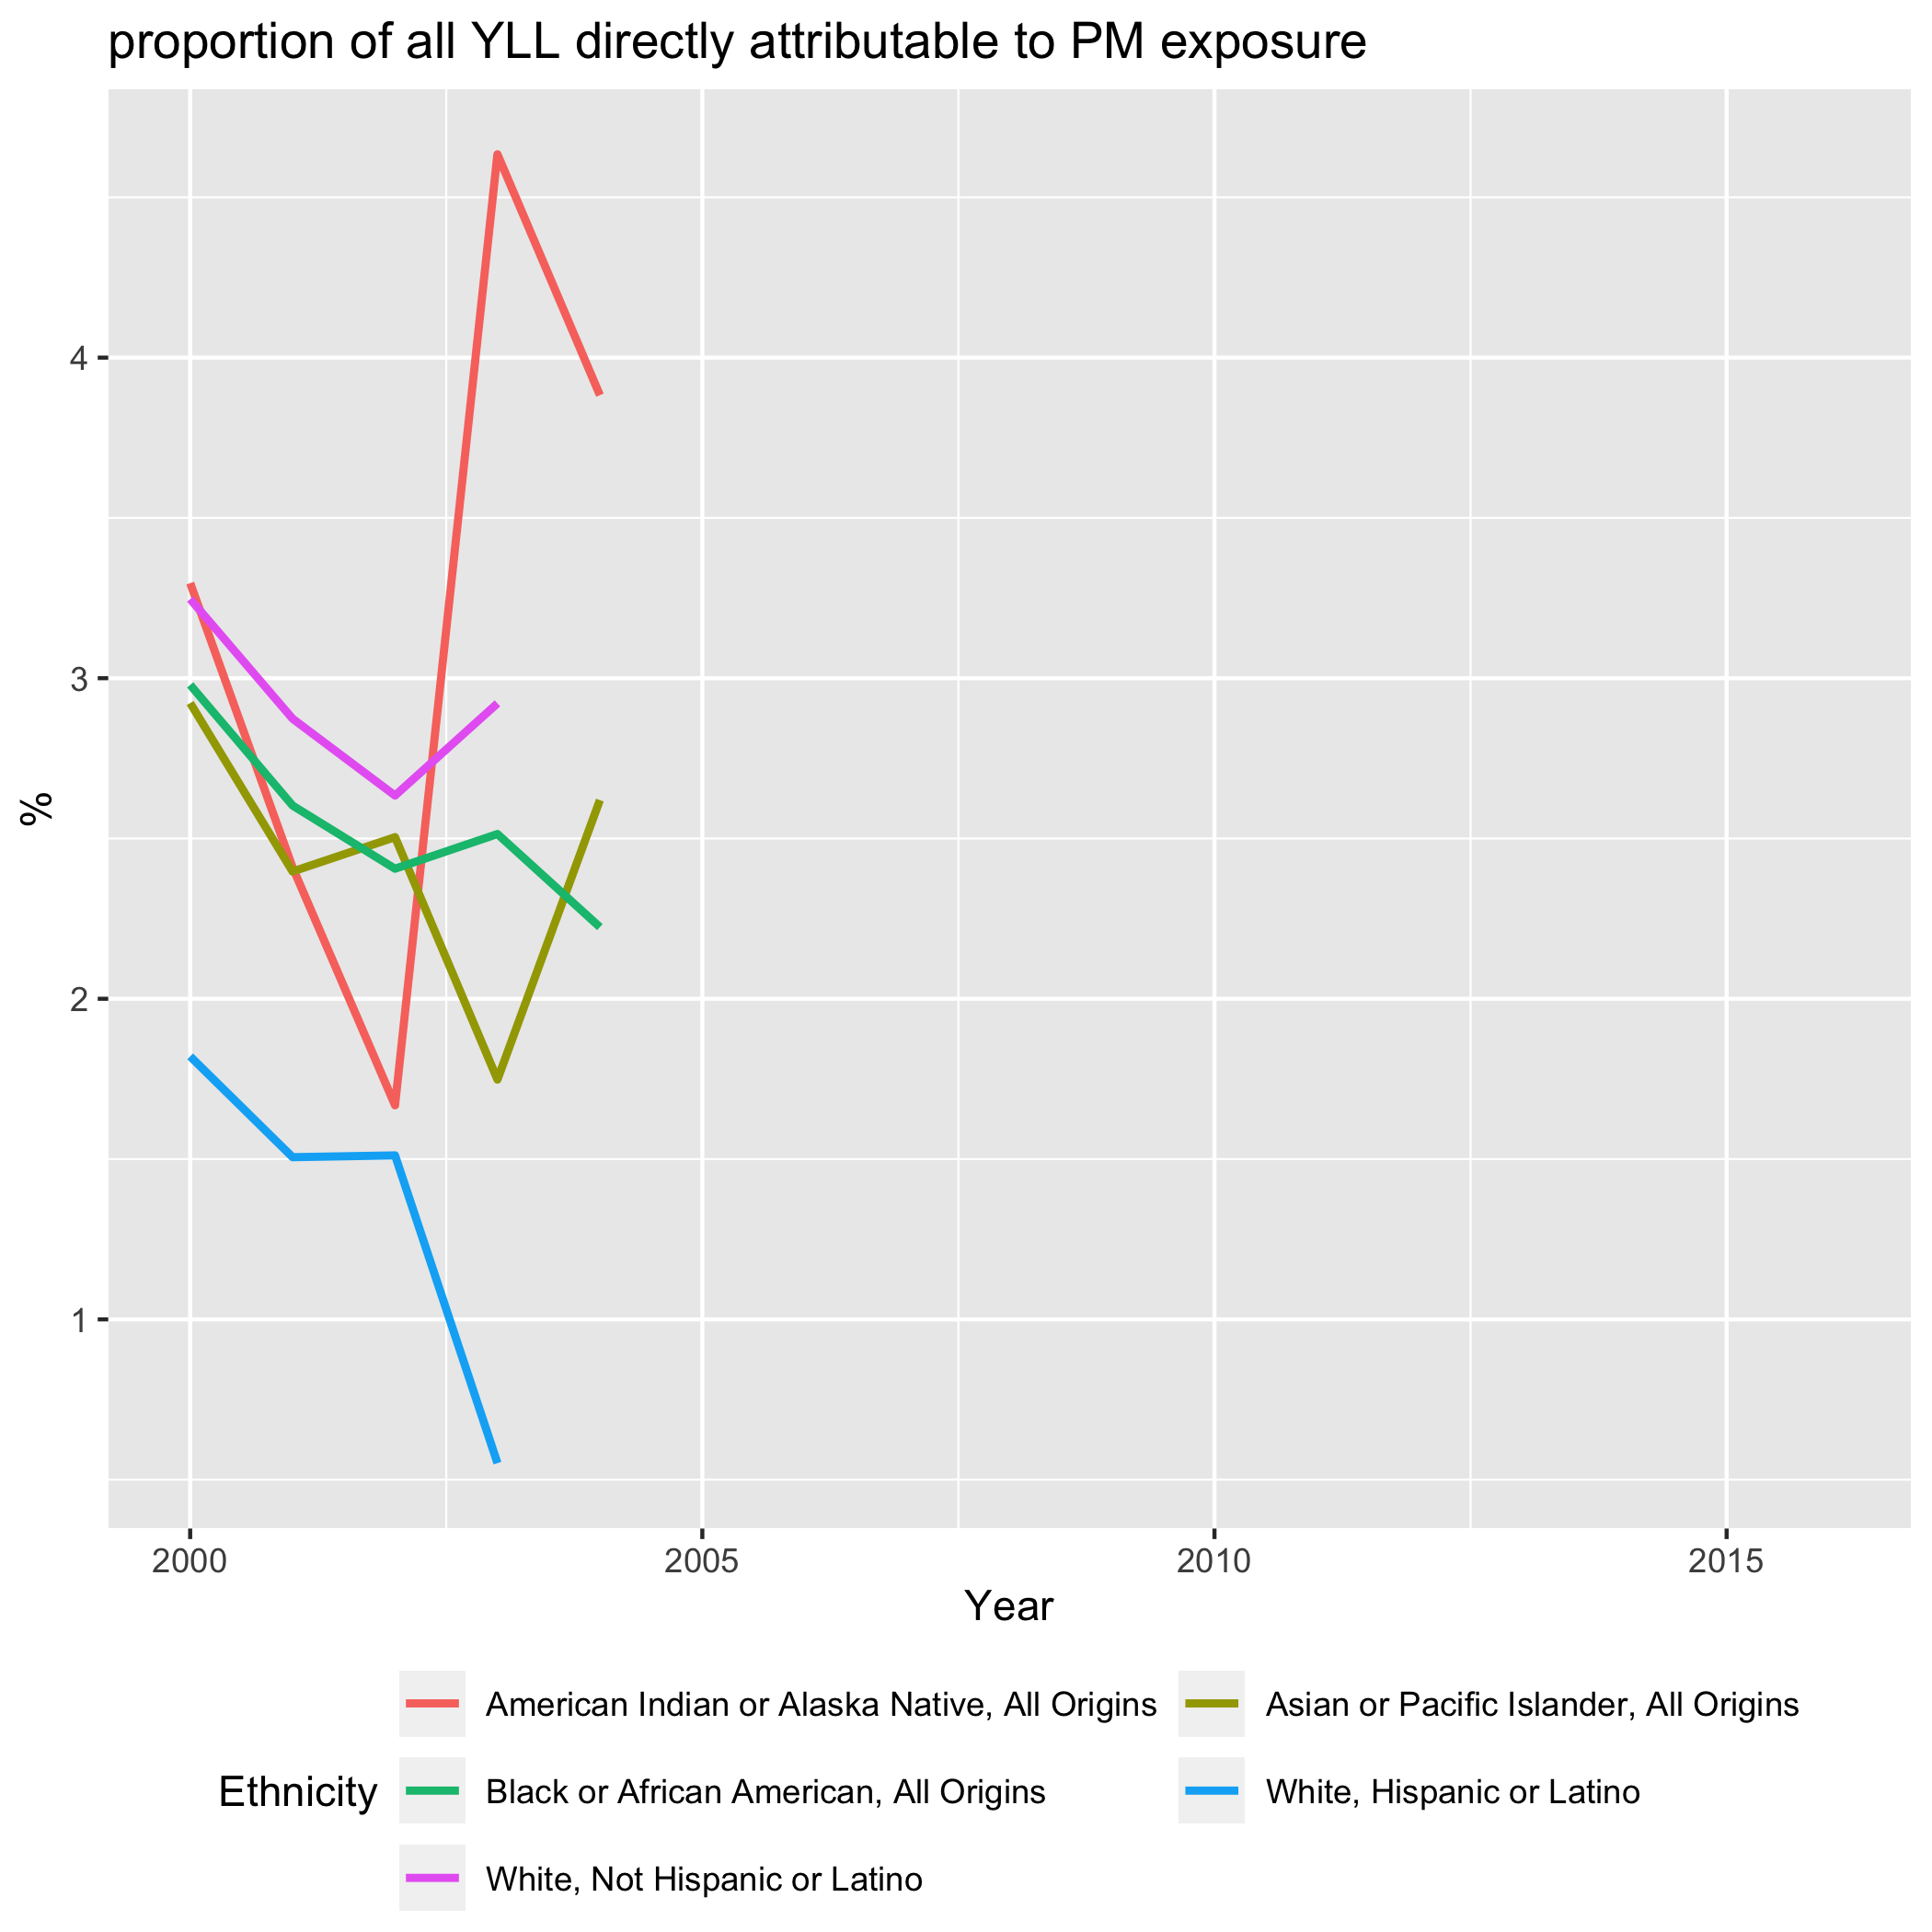 proportion of all YLL directly attributable to PM exposure
%
4
3
2
1
2000 2005 2010 2015
Year
Ethnicity
American Indian or Alaska Native, All Origins
Asian or Pacific Islander, All Origins
Black or African American, All Origins
White, Hispanic or Latino
White, Not Hispanic or Latino